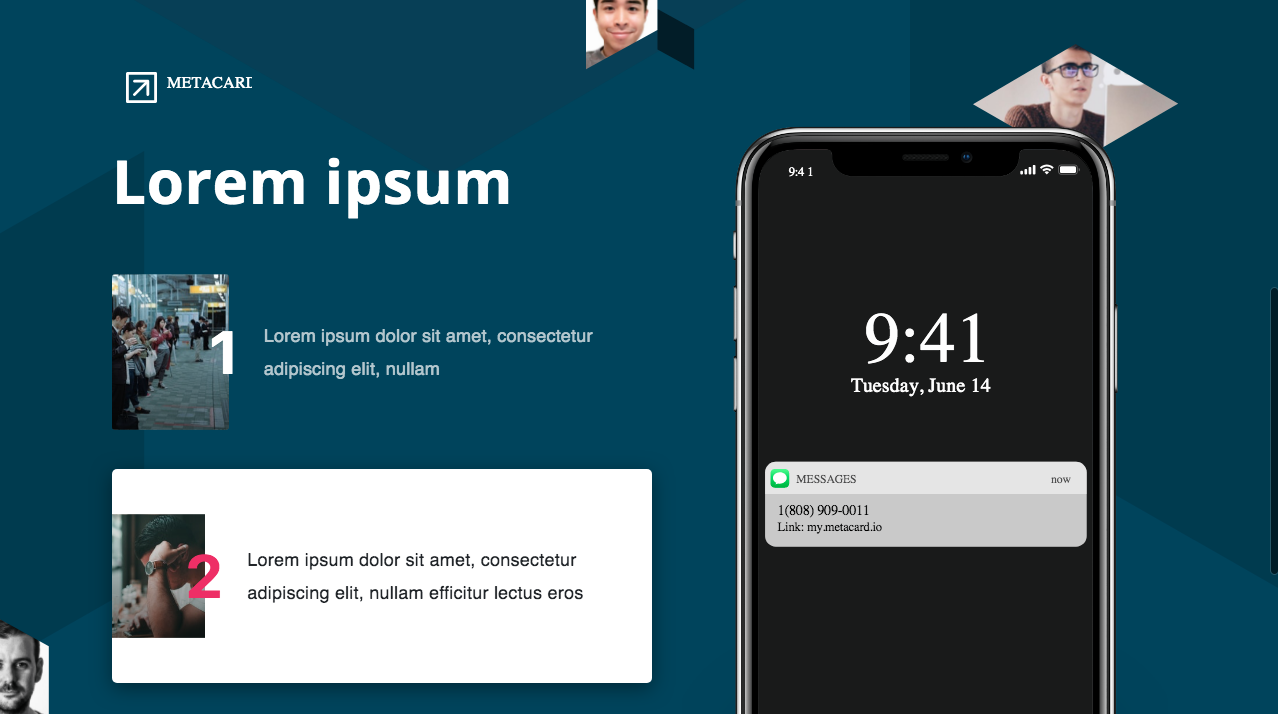 METACARI
Lorem ipsum
1
Lorem ipsum dolor sit amet, consectetur
adipiscing elit, nullam
2
Lorem ipsum dolor sit amet, consectetur
adipiscing elit, nullam efficitur lectus eros
9:4 1
9:41
Tuesday, June 14
MESSAGES now
1(808) 909-0011
Link: my.metacard.io